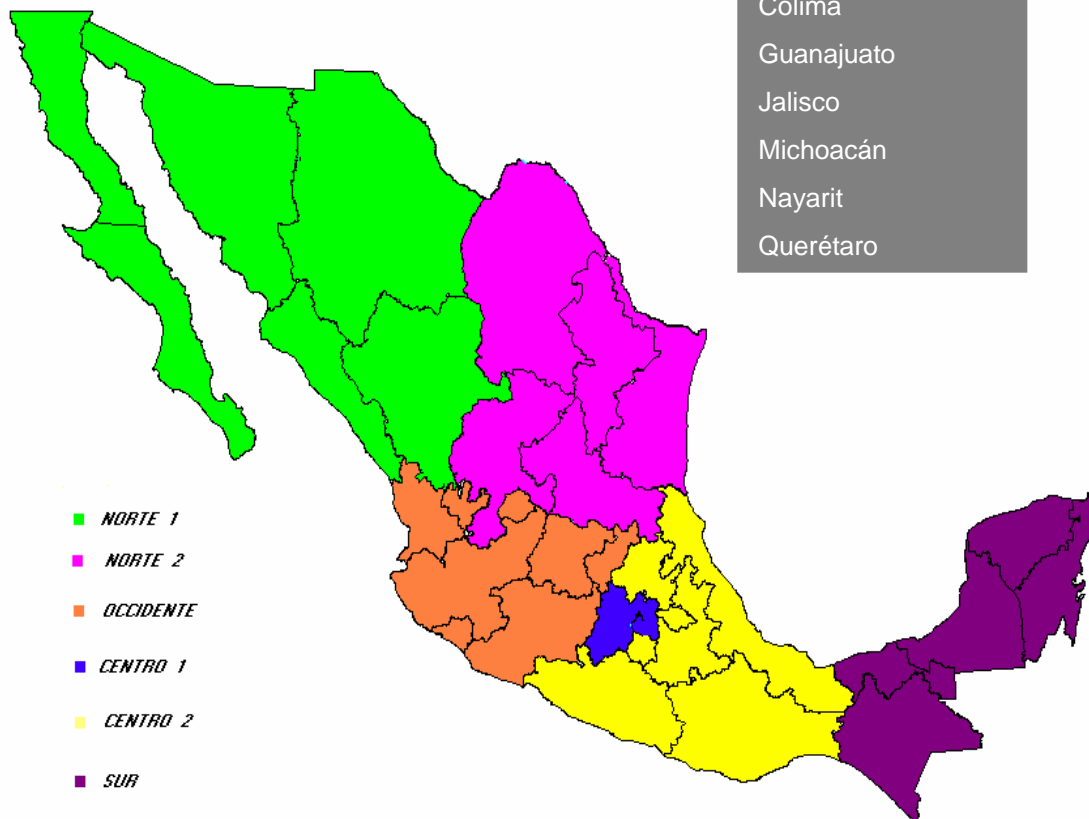 Colima
Guanajuato
Jalisco
Michoacán
Nayarit
Querétaro
NORTE 1
NORTE 2
OCCIDENTE
CENTRO 1
CENTRO 2
SUR